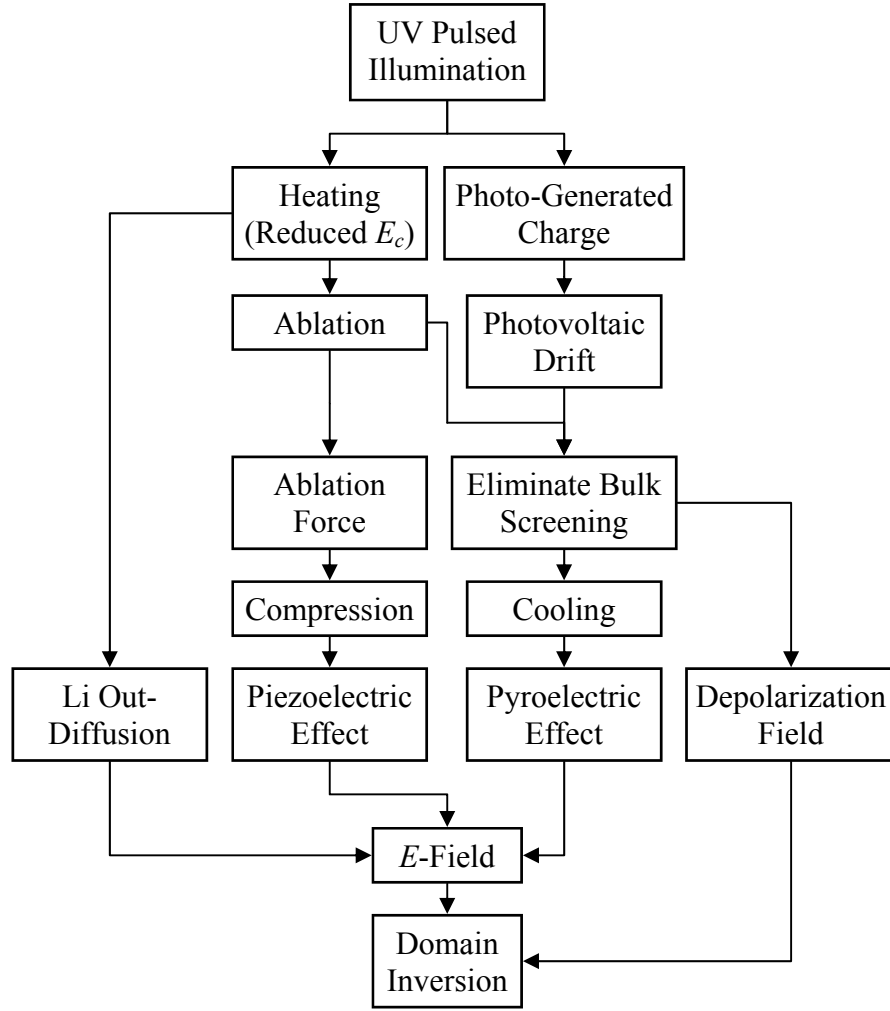 UV Pulsed
Illumination
Heating
(Reduced E_c)
Photo-Generated
Charge
Ablation
Photovoltaic
Drift
Ablation
Force
Eliminate Bulk
Screening
Compression
Cooling
Li Out-
Diffusion
Piezoelectric
Effect
Pyroelectric
Effect
Depolarization
Field
E-Field
Domain
Inversion